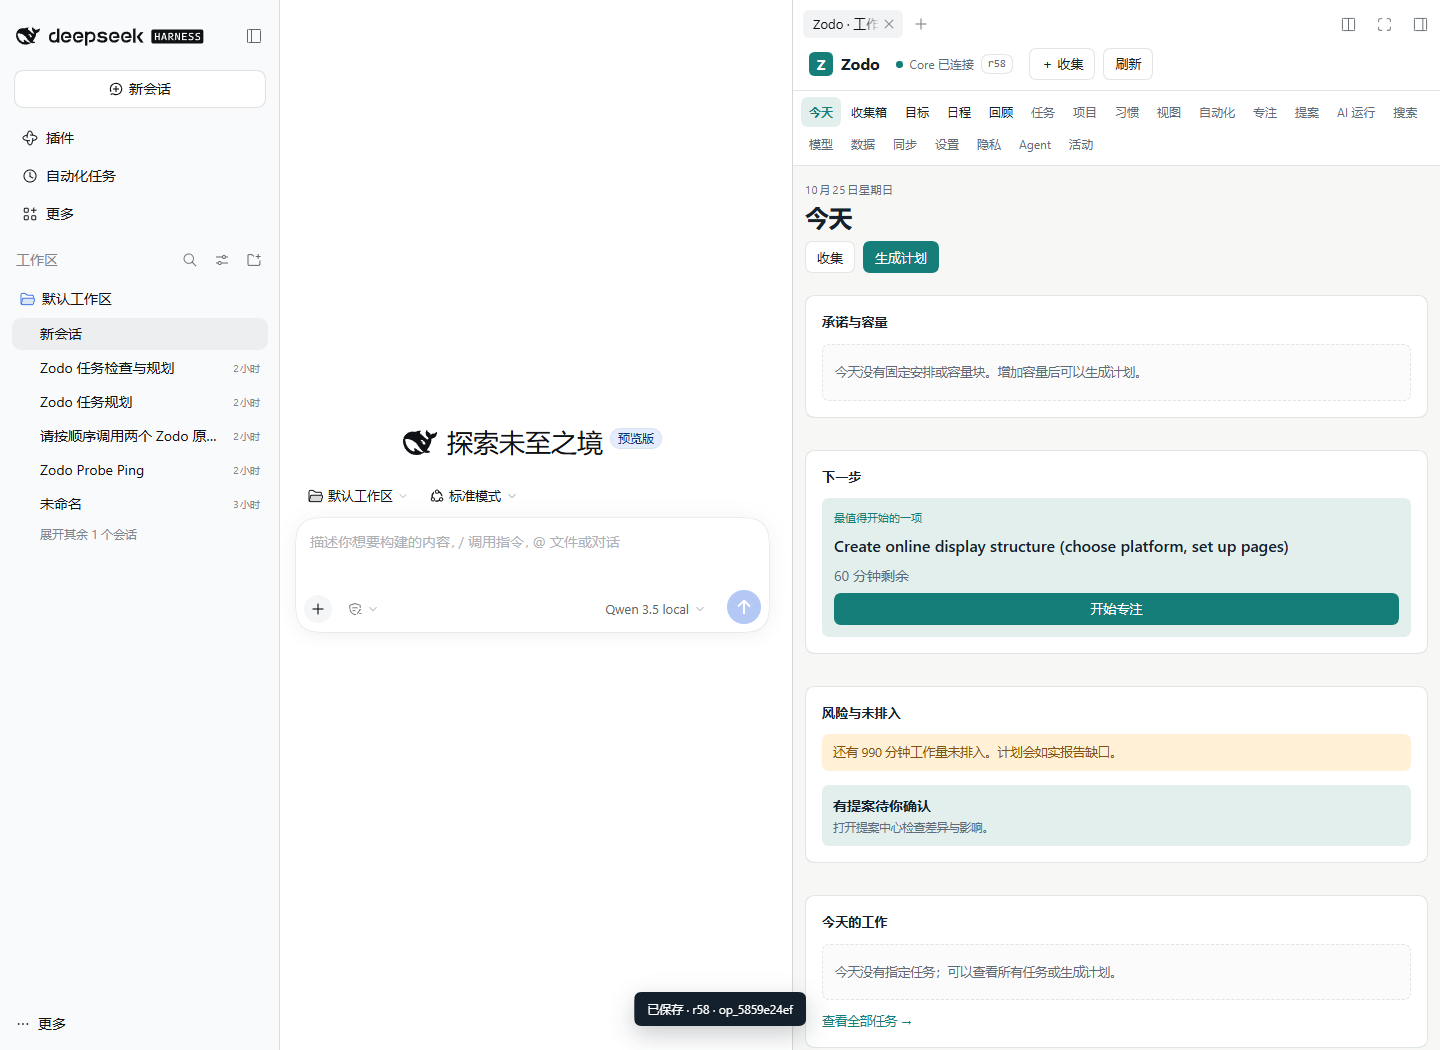 deepseek HARNESS
新会话
插件
自动化任务
更多
工作区
默认工作区
新会话
Zodo 任务检查与规划 2小时
Zodo 任务规划 2小时
请按顺序调用两个 Zodo 原... 2小时
Zodo Probe Ping 2小时
未命名 3小时
展开其余 1 个会话
更多
探索未至之境 预览版
默认工作区 标准模式
描述你想要构建的内容, / 调用指令, @ 文件或对话
Qwen 3.5 local
Zodo · 工作
Z Zodo Core 已连接 r58 + 收集 刷新
今天 收集箱 目标 日程 回顾 任务 项目 习惯 视图 自动化 专注 提案 AI 运行 搜索
模型 数据 同步 设置 隐私 Agent 活动
10月25日星期日
今天
收集 生成计划
承诺与容量
今天没有固定安排或容量块。增加容量后可以生成计划。
下一步
最值得开始的一项
Create online display structure (choose platform, set up pages)
60 分钟剩余
开始专注
风险与未排入
还有 990 分钟工作量未排入。计划会如实报告缺口。
有提案待你确认
打开提案中心检查差异与影响。
今天的工作
今天没有指定任务；可以查看所有任务或生成计划。
查看全部任务 →
已保存 · r58 · op_5859e24ef